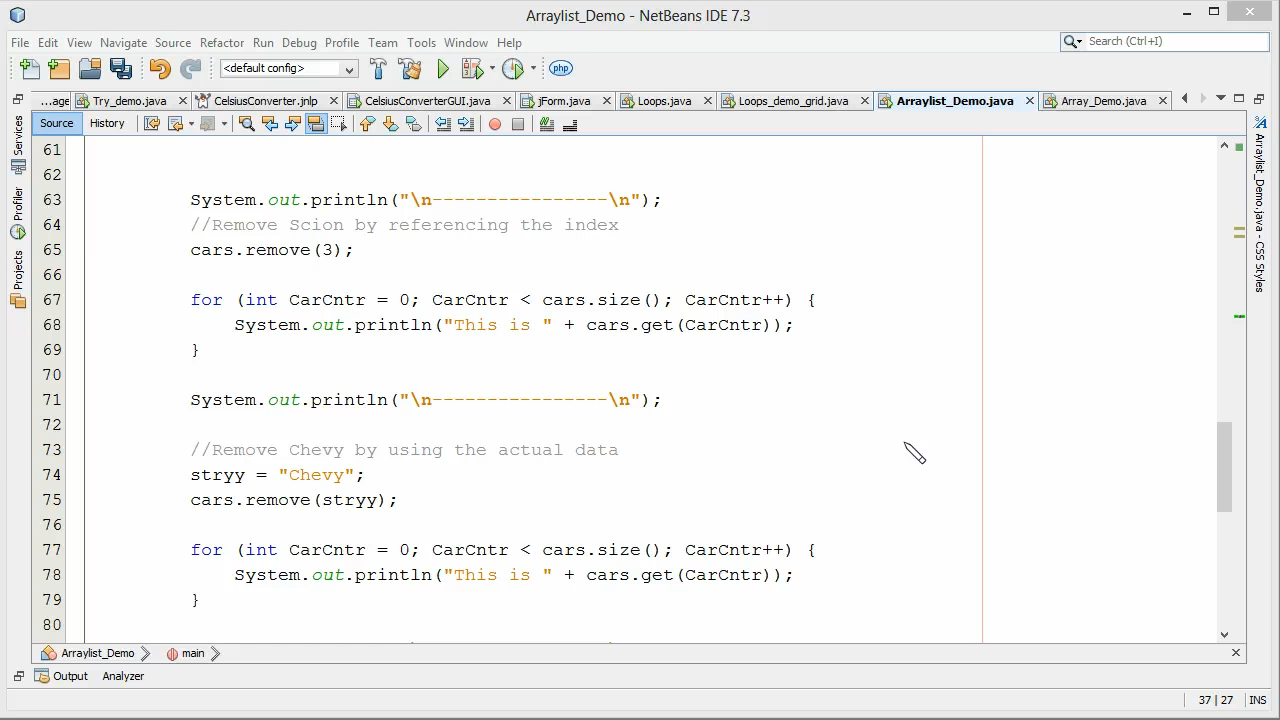 Arraylist_Demo - NetBeans IDE 7.3
File Edit View Navigate Source Refactor Run Debug Profile Team Tools Window Help
Search (Ctrl+I)
<default config>
php
...age Try_demo.java CelsiusConverter.jnlp CelsiusConverterGUI.java jForm.java Loops.java Loops_demo_grid.java Arraylist_Demo.java Array_Demo.java
Source History
Services
Profiler
Projects
61
62
63 System.out.println("\n----------------\n");
64 //Remove Scion by referencing the index
65 cars.remove(3);
66
67 for (int CarCntr = 0; CarCntr < cars.size(); CarCntr++) {
68 System.out.println("This is " + cars.get(CarCntr));
69 }
70
71 System.out.println("\n----------------\n");
72
73 //Remove Chevy by using the actual data
74 stryy = "Chevy";
75 cars.remove(stryy);
76
77 for (int CarCntr = 0; CarCntr < cars.size(); CarCntr++) {
78 System.out.println("This is " + cars.get(CarCntr));
79 }
80
Arraylist_Demo.java - CSS Styles
Arraylist_Demo main
Output Analyzer
37 | 27 INS